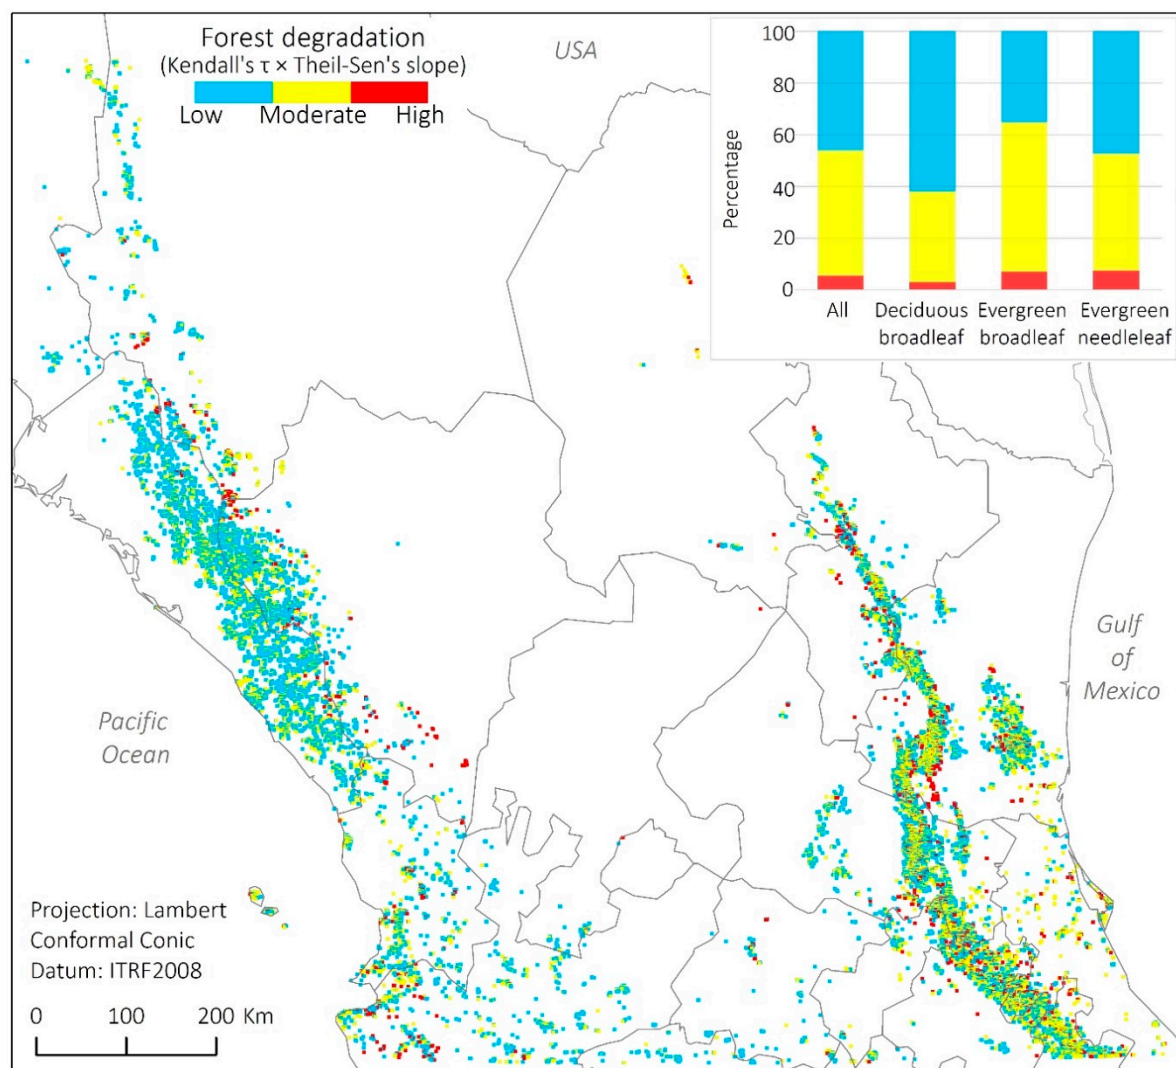 Forest degradation
(Kendall's τ × Theil-Sen's slope)
Low Moderate High
USA
Pacific
Ocean
Gulf
of
Mexico
Projection: Lambert
Conformal Conic
Datum: ITRF2008
0 100 200 Km
Percentage
100
80
60
40
20
0
All Deciduous Evergreen Evergreen
broadleaf broadleaf needleleaf